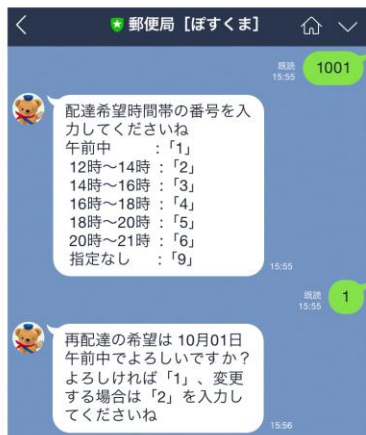 郵便局［ぽすくま］
既読
15:55
1001
配達希望時間帯の番号を入
力してくださいね
午前中　　：「1」
12時〜14時：「2」
14時〜16時：「3」
16時〜18時：「4」
18時〜20時：「5」
20時〜21時：「6」
指定なし　：「9」
15:55
既読
15:55
1
再配達の希望は 10月01日
午前中でよろしいですか？
よろしければ「1」、変更
する場合は「2」を入力し
てくださいね
15:56